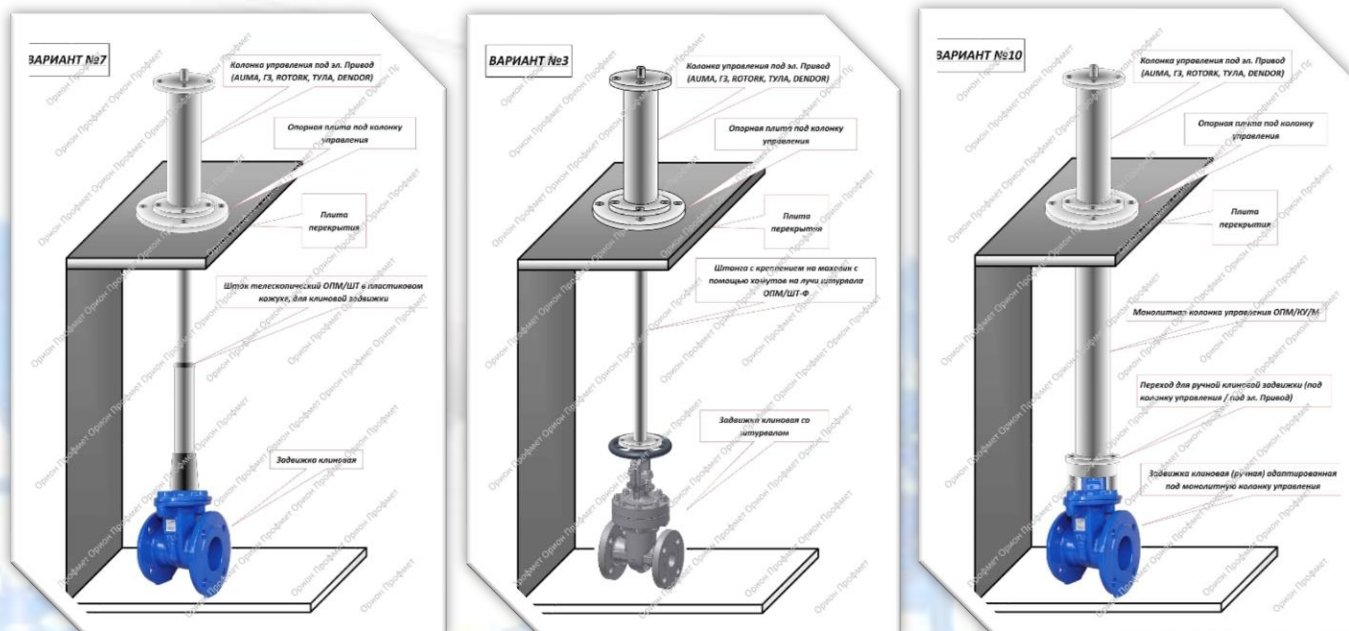 ВАРИАНТ №7
Колонка управления под эл. Привод
(AUMA, ГЗ, ROTORK, ТУЛА, DENDOR)
Опорная плита под колонку
управления
Плита
перекрытия
Шток телескопический ОПМ/ШТ в пластиковом
кожухе, для клиновой задвижки
Задвижка клиновая
ВАРИАНТ №3
Колонка управления под эл. Привод
(AUMA, ГЗ, ROTORK, ТУЛА, DENDOR)
Опорная плита под колонку
управления
Плита
перекрытия
Штанга с креплением на маховик с
помощью хомутов на лучи штурвала
ОПМ/ШТ-Ф
Задвижка клиновая со
штурвалом
ВАРИАНТ №10
Колонка управления под эл. Привод
(AUMA, ГЗ, ROTORK, ТУЛА, DENDOR)
Опорная плита под колонку
управления
Плита
перекрытия
Монолитная колонка управления ОПМ/КУ/М
Переход для ручной клиновой задвижки (под
колонку управления / под эл. Привод)
Задвижка клиновая (ручная) адаптированная
под монолитную колонку управления
Орион Профмет